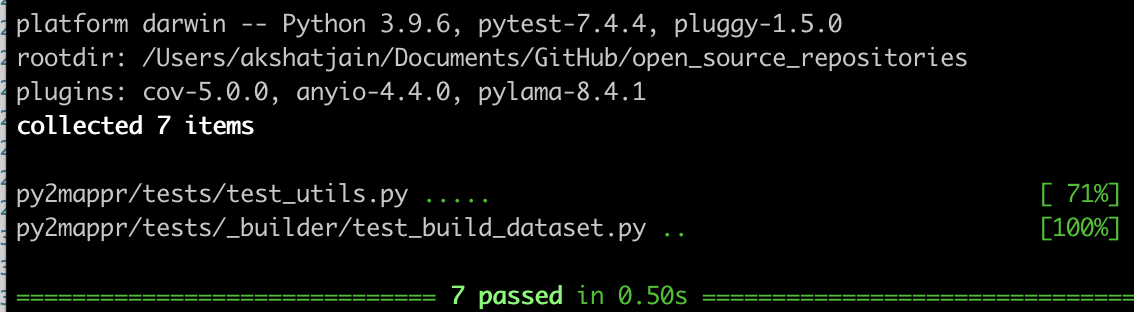 platform darwin -- Python 3.9.6, pytest-7.4.4, pluggy-1.5.0
rootdir: /Users/akshatjain/Documents/GitHub/open_source_repositories
plugins: cov-5.0.0, anyio-4.4.0, pylama-8.4.1
collected 7 items
py2mappr/tests/test_utils.py ..... [ 71%]
py2mappr/tests/_builder/test_build_dataset.py .. [100%]
============================== 7 passed in 0.50s ===============================